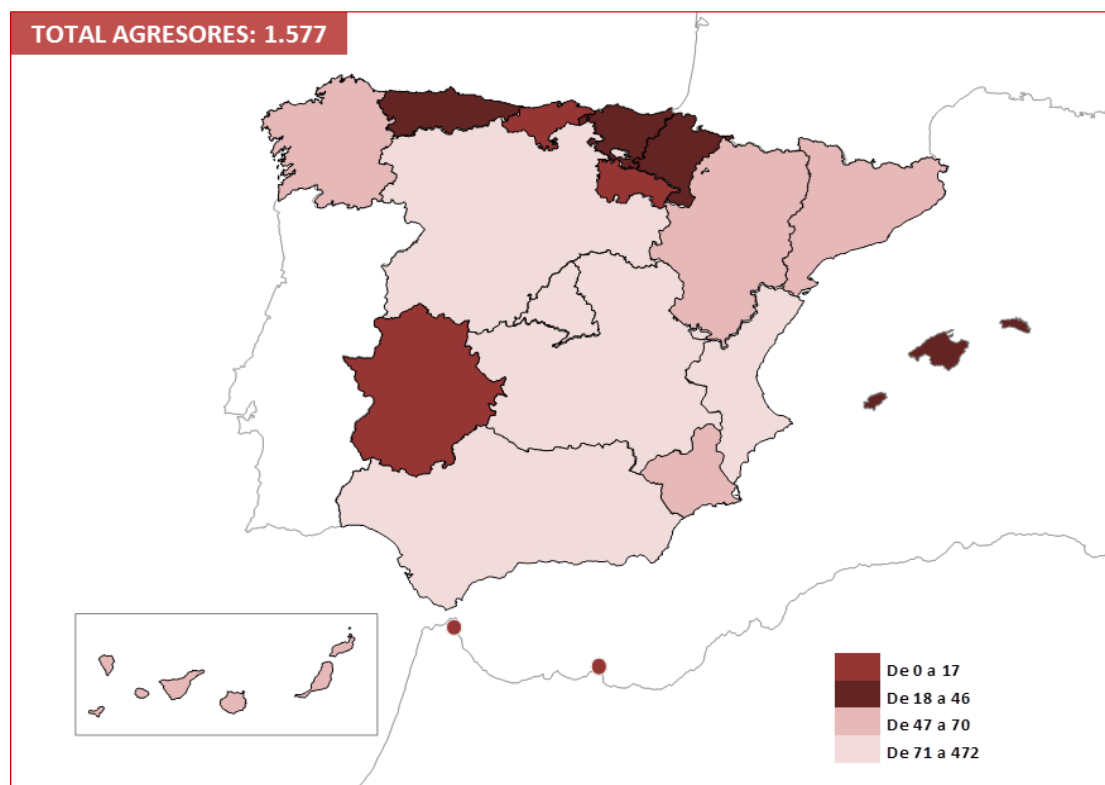 TOTAL AGRESORES: 1.577
De 0 a 17
De 18 a 46
De 47 a 70
De 71 a 472